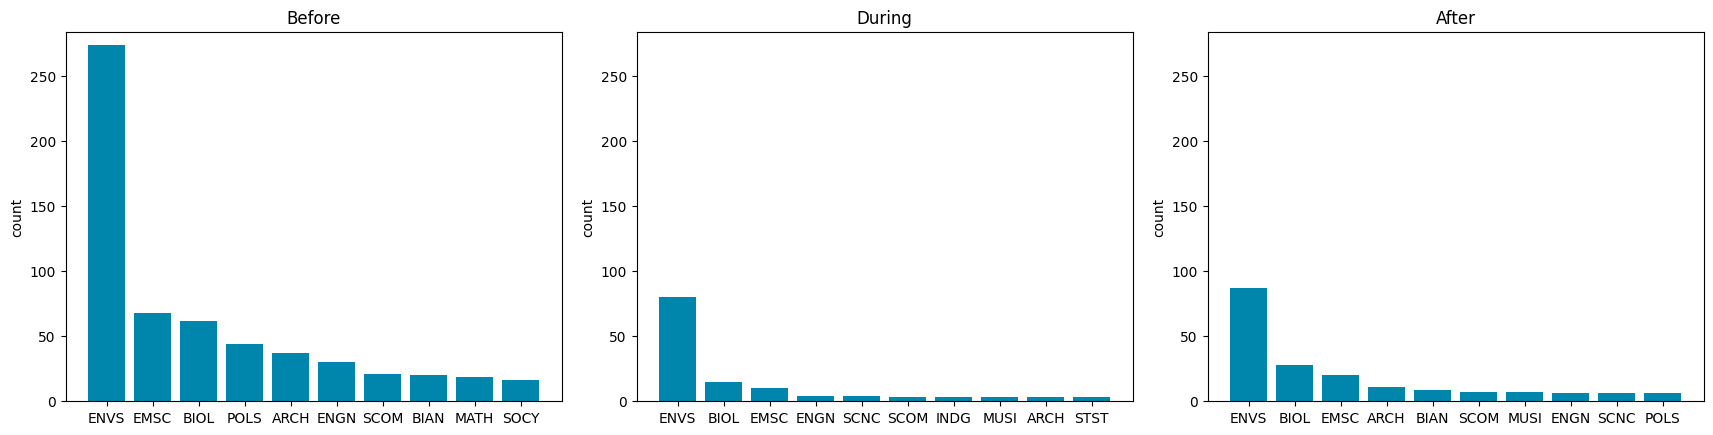 Before
count
250
200
150
100
50
0
ENVS EMSC BIOL POLS ARCH ENGN SCOM BIAN MATH SOCY
During
count
250
200
150
100
50
0
ENVS BIOL EMSC ENGN SCNC SCOM INDG MUSI ARCH STST
After
count
250
200
150
100
50
0
ENVS BIOL EMSC ARCH BIAN SCOM MUSI ENGN SCNC POLS